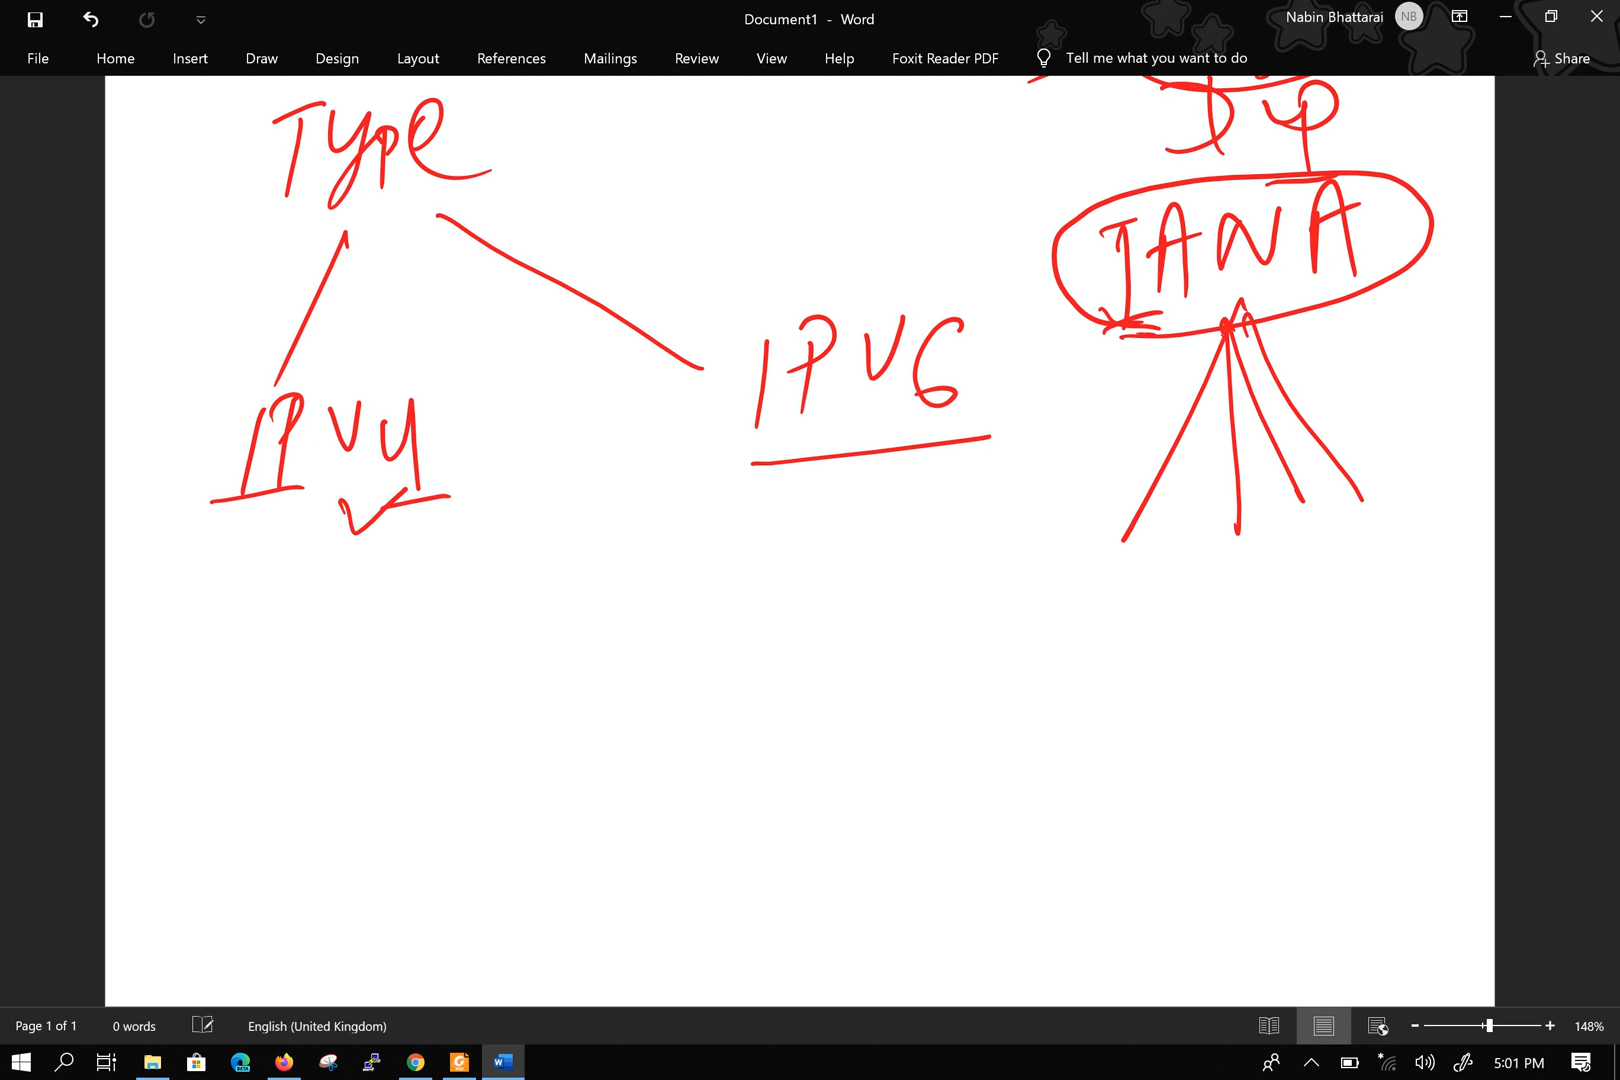 Document1 - Word
Nabin Bhattarai NB
File Home Insert Draw Design Layout References Mailings Review View Help Foxit Reader PDF Tell me what you want to do Share
Type
IANA
IPV4
IPV6
Page 1 of 1 0 words English (United Kingdom) 148%
5:01 PM